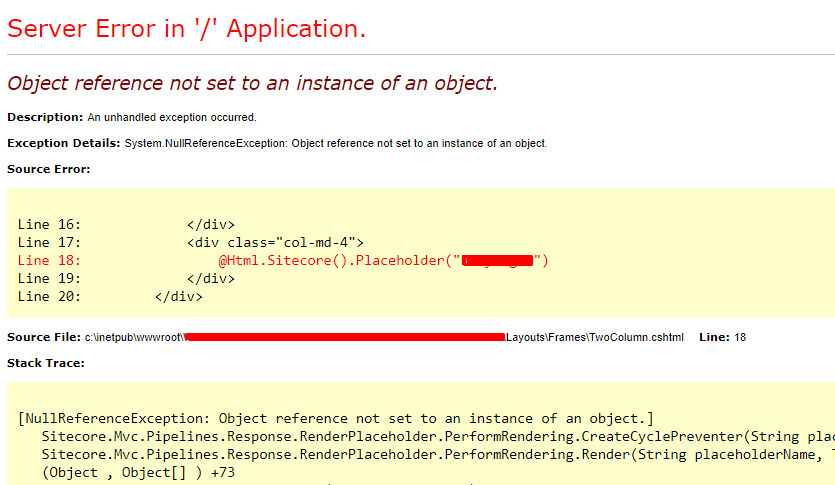 Server Error in '/' Application.
Object reference not set to an instance of an object.
Description: An unhandled exception occurred.
Exception Details: System.NullReferenceException: Object reference not set to an instance of an object.
Source Error:
Line 16:             </div>
Line 17:             <div class="col-md-4">
Line 18:                 @Html.Sitecore().Placeholder("")
Line 19:             </div>
Line 20:         </div>
Source File: c:\inetpub\wwwroot\ Layouts\Frames\TwoColumn.cshtml    Line: 18
Stack Trace:
[NullReferenceException: Object reference not set to an instance of an object.]
   Sitecore.Mvc.Pipelines.Response.RenderPlaceholder.PerformRendering.CreateCyclePreventer(String
   Sitecore.Mvc.Pipelines.Response.RenderPlaceholder.PerformRendering.Render(String placeholderName,
   (Object , Object[] ) +73